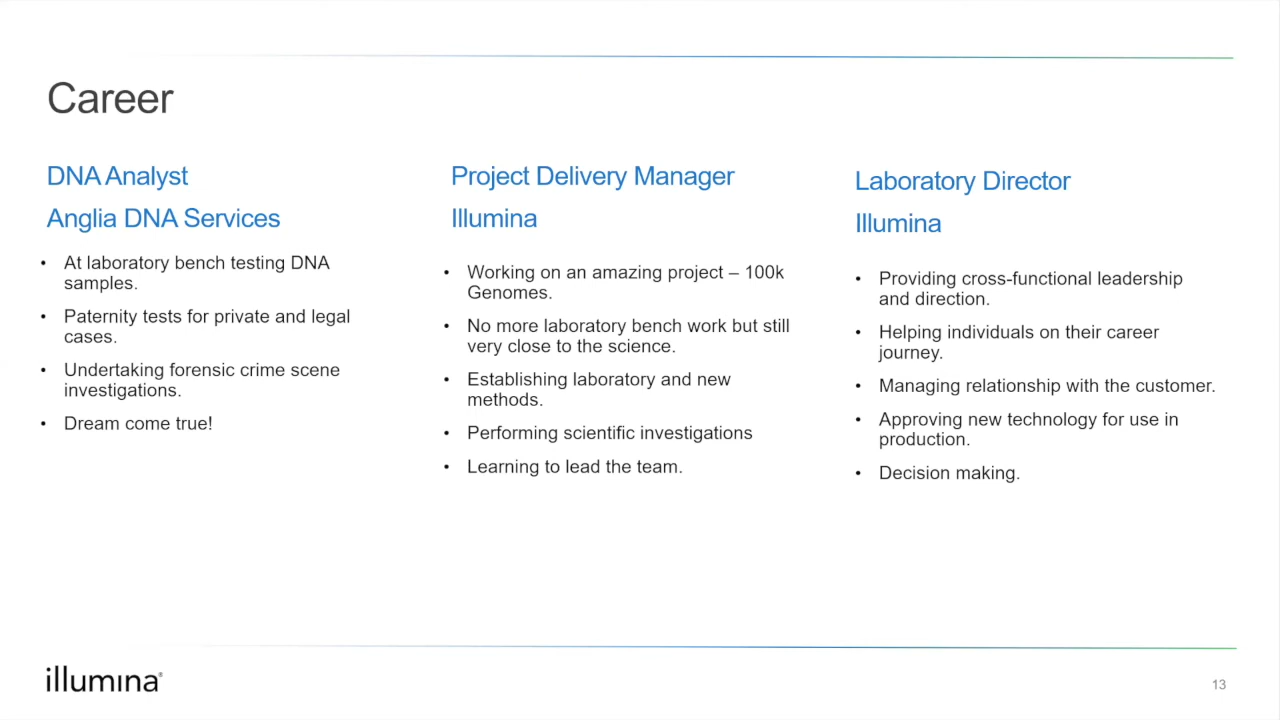 Career
DNA Analyst
Anglia DNA Services
• At laboratory bench testing DNA
samples.
• Paternity tests for private and legal
cases.
• Undertaking forensic crime scene
investigations.
• Dream come true!
Project Delivery Manager
Illumina
• Working on an amazing project – 100k
Genomes.
• No more laboratory bench work but still
very close to the science.
• Establishing laboratory and new
methods.
• Performing scientific investigations
• Learning to lead the team.
Laboratory Director
Illumina
• Providing cross-functional leadership
and direction.
• Helping individuals on their career
journey.
• Managing relationship with the customer.
• Approving new technology for use in
production.
• Decision making.
illumina®
13